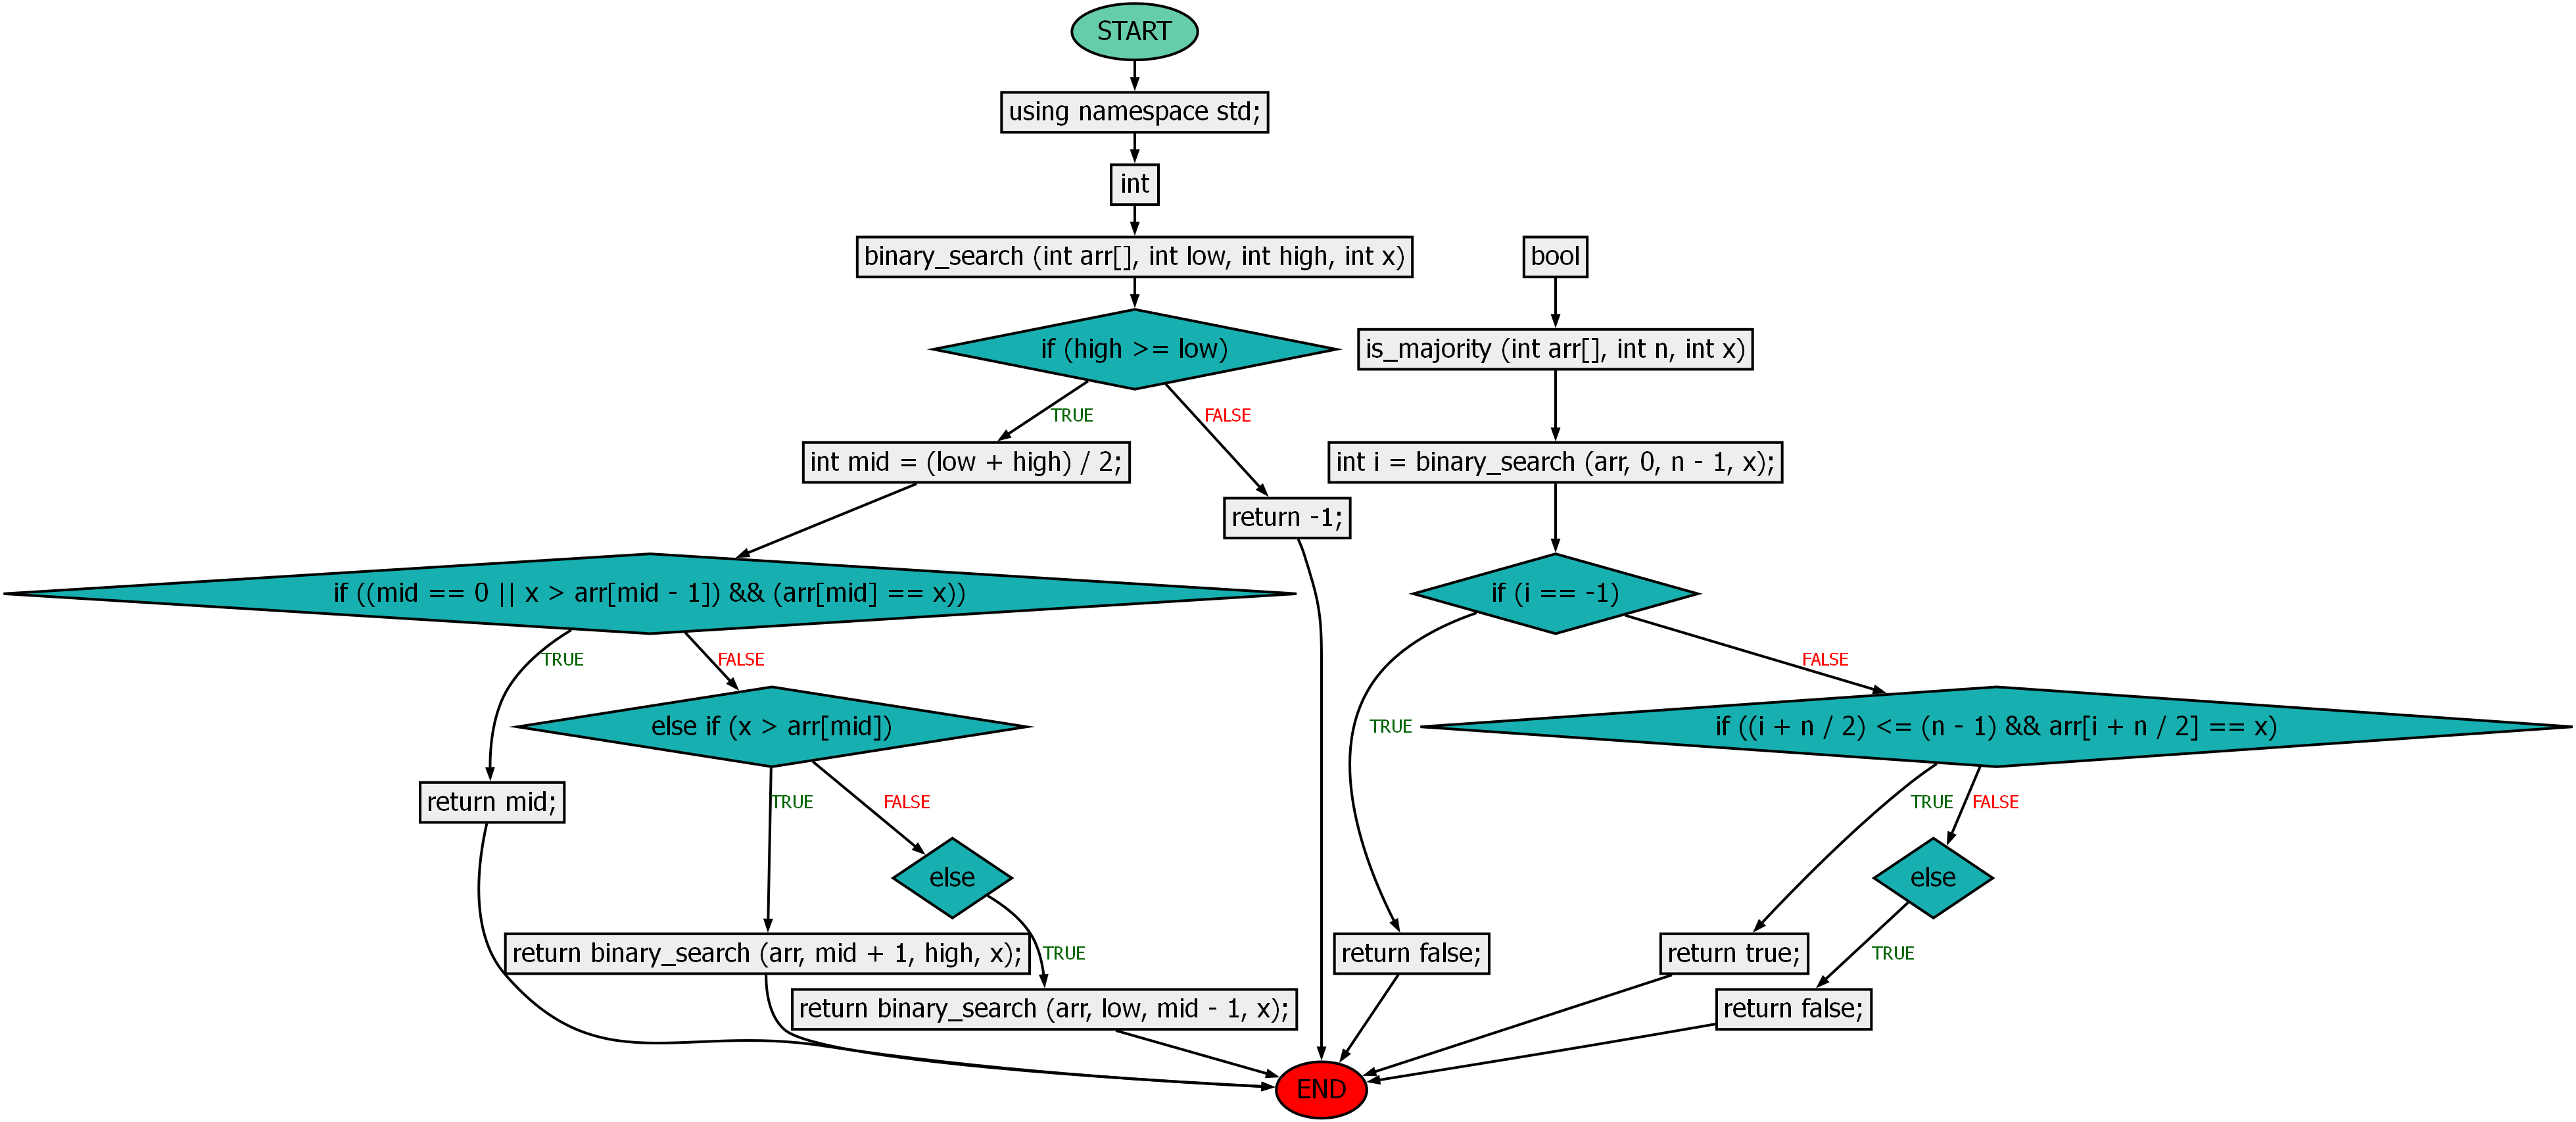 START
using namespace std;
int
binary_search (int arr[], int low, int high, int x)
if (high >= low)
TRUE
FALSE
int mid = (low + high) / 2;
return -1;
if ((mid == 0 || x > arr[mid - 1]) && (arr[mid] == x))
TRUE
FALSE
else if (x > arr[mid])
return mid;
TRUE
FALSE
else
return binary_search (arr, mid + 1, high, x);
TRUE
return binary_search (arr, low, mid - 1, x);
bool
is_majority (int arr[], int n, int x)
int i = binary_search (arr, 0, n - 1, x);
if (i == -1)
FALSE
TRUE
if ((i + n / 2) <= (n - 1) && arr[i + n / 2] == x)
TRUE
FALSE
else
return false;
return true;
TRUE
return false;
END